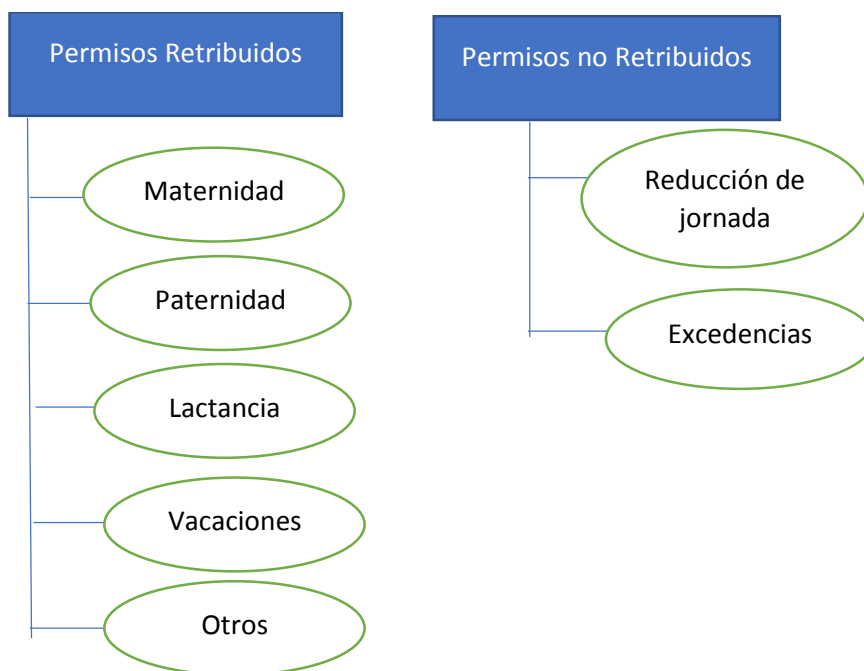 Permisos Retribuidos
Maternidad
Paternidad
Lactancia
Vacaciones
Otros
Permisos no Retribuidos
Reducción de
jornada
Excedencias